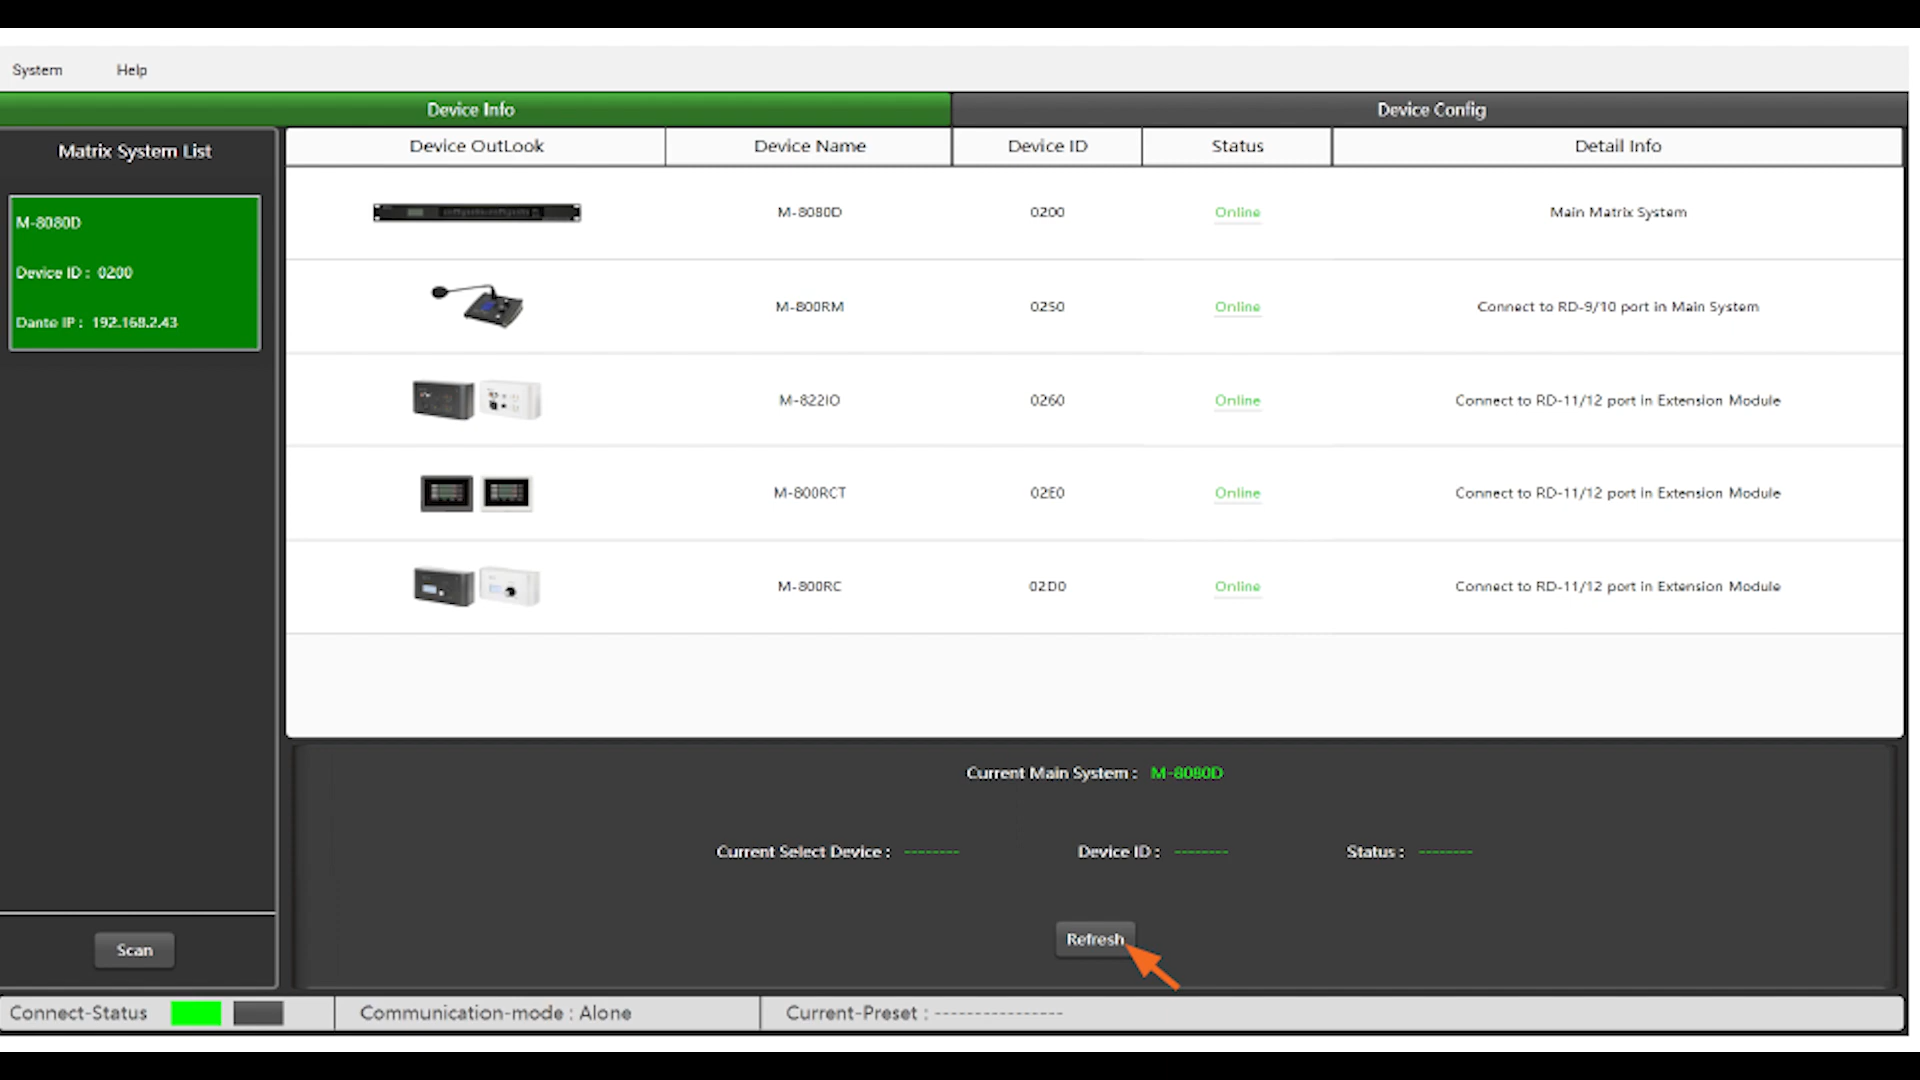 System Help
Device Info Device Config
Matrix System List
Device OutLook Device Name Device ID Status Detail Info
M-8080D
Device ID : 0200
Dante IP : 192.168.2.43
M-8080D 0200 Online Main Matrix System
M-800RM 0250 Online Connect to RD-9/10 port in Main System
M-822IO 0260 Online Connect to RD-11/12 port in Extension Module
M-800RCT 02E0 Online Connect to RD-11/12 port in Extension Module
M-800RC 02D0 Online Connect to RD-11/12 port in Extension Module
Current Main System : M-8080D
Current Select Device : -------- Device ID : -------- Status : --------
Refresh
Scan
Connect-Status Communication-mode : Alone Current-Preset : ----------------